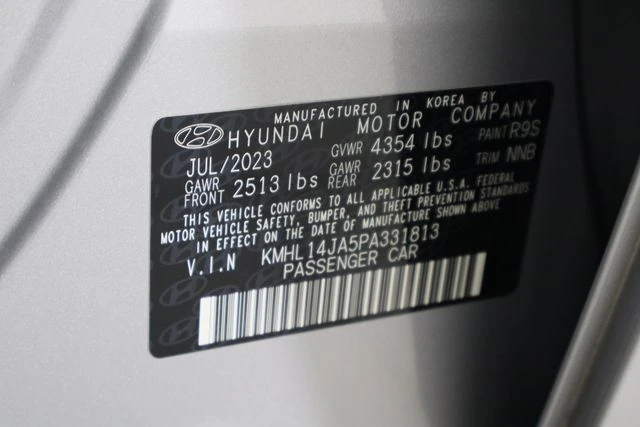 MANUFACTURED IN KOREA BY
HYUNDAI MOTOR COMPANY
JUL/2023 GVWR 4354 lbs PAINT R9S
GAWR FRONT 2513 lbs GAWR REAR 2315 lbs TRIM NNB
THIS VEHICLE CONFORMS TO ALL APPLICABLE U.S.A. FEDERAL
MOTOR VEHICLE SAFETY, BUMPER, AND THEFT PREVENTION STANDARDS
IN EFFECT ON THE DATE OF MANUFACTURE SHOWN ABOVE.
V.I.N KMHL14JA5PA331813
PASSENGER CAR